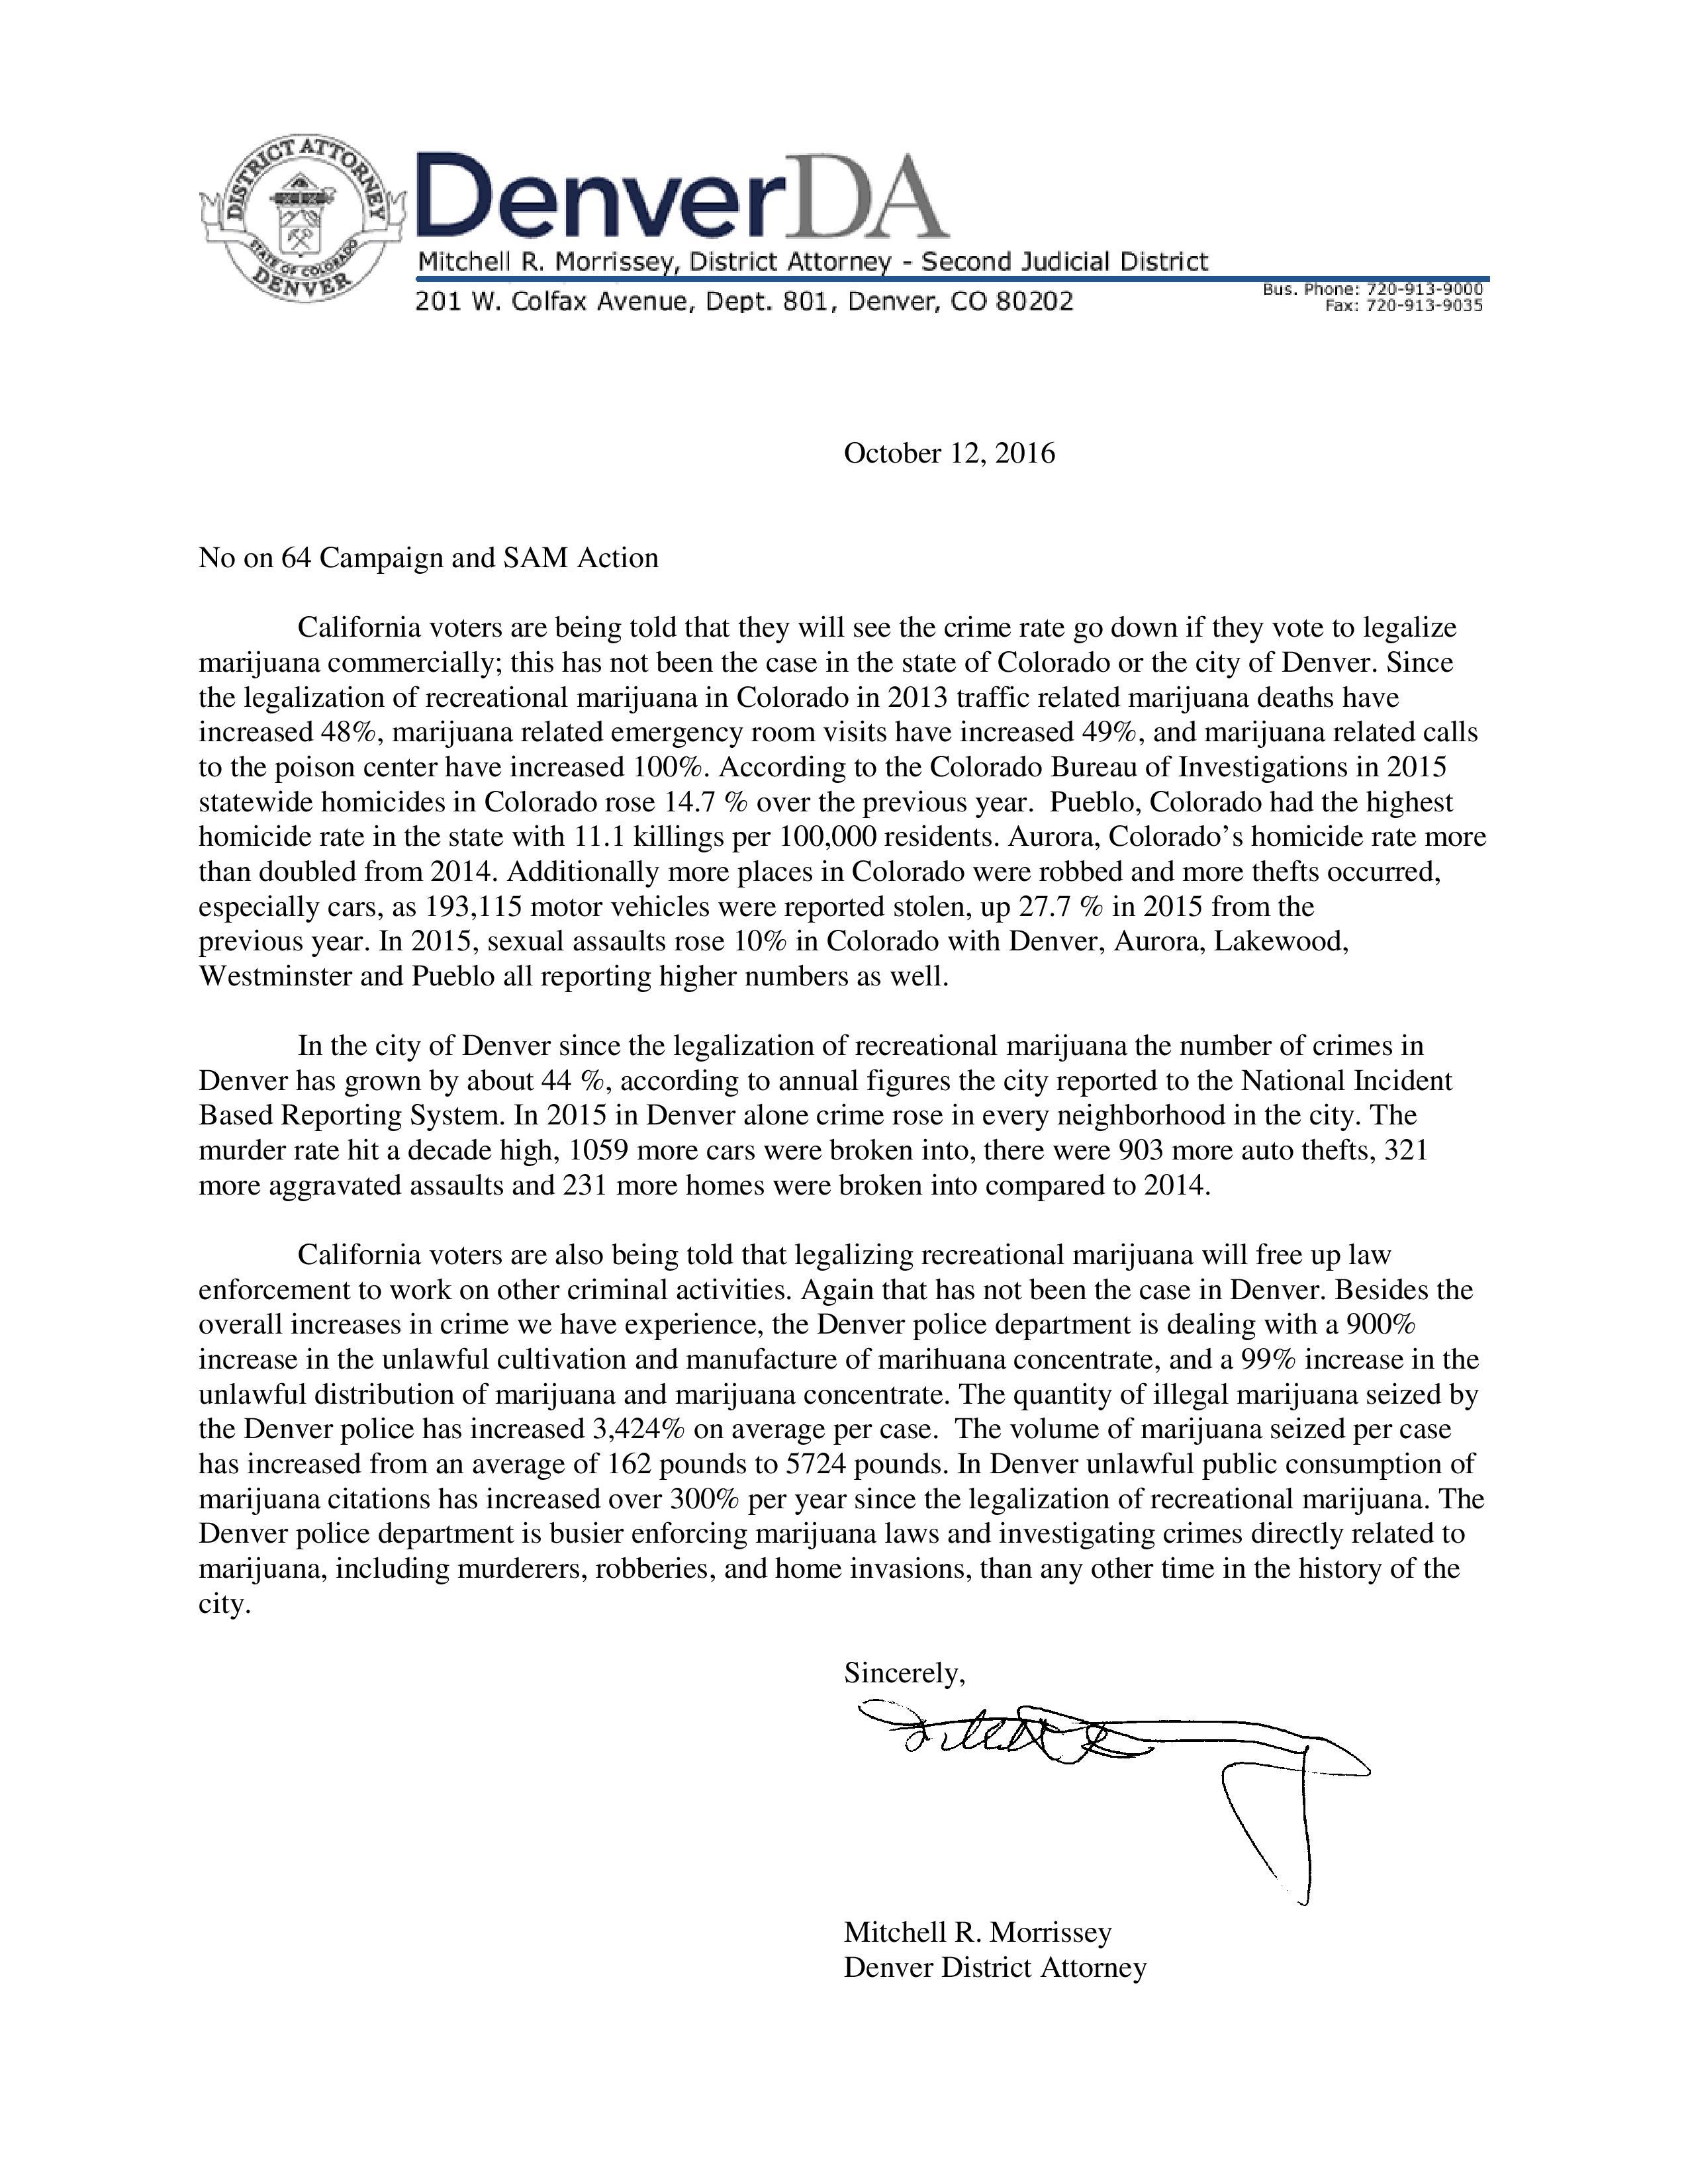 DISTRICT ATTORNEY
STATE OF COLORADO
DENVER
DenverDA
Mitchell R. Morrissey, District Attorney - Second Judicial District
201 W. Colfax Avenue, Dept. 801, Denver, CO 80202
Bus. Phone: 720-913-9000
Fax: 720-913-9035
October 12, 2016
No on 64 Campaign and SAM Action
California voters are being told that they will see the crime rate go down if they vote to legalize
marijuana commercially; this has not been the case in the state of Colorado or the city of Denver. Since
the legalization of recreational marijuana in Colorado in 2013 traffic related marijuana deaths have
increased 48%, marijuana related emergency room visits have increased 49%, and marijuana related calls
to the poison center have increased 100%. According to the Colorado Bureau of Investigations in 2015
statewide homicides in Colorado rose 14.7 % over the previous year.  Pueblo, Colorado had the highest
homicide rate in the state with 11.1 killings per 100,000 residents. Aurora, Colorado’s homicide rate more
than doubled from 2014. Additionally more places in Colorado were robbed and more thefts occurred,
especially cars, as 193,115 motor vehicles were reported stolen, up 27.7 % in 2015 from the
previous year. In 2015, sexual assaults rose 10% in Colorado with Denver, Aurora, Lakewood,
Westminster and Pueblo all reporting higher numbers as well.
In the city of Denver since the legalization of recreational marijuana the number of crimes in
Denver has grown by about 44 %, according to annual figures the city reported to the National Incident
Based Reporting System. In 2015 in Denver alone crime rose in every neighborhood in the city. The
murder rate hit a decade high, 1059 more cars were broken into, there were 903 more auto thefts, 321
more aggravated assaults and 231 more homes were broken into compared to 2014.
California voters are also being told that legalizing recreational marijuana will free up law
enforcement to work on other criminal activities. Again that has not been the case in Denver. Besides the
overall increases in crime we have experience, the Denver police department is dealing with a 900%
increase in the unlawful cultivation and manufacture of marihuana concentrate, and a 99% increase in the
unlawful distribution of marijuana and marijuana concentrate. The quantity of illegal marijuana seized by
the Denver police has increased 3,424% on average per case.  The volume of marijuana seized per case
has increased from an average of 162 pounds to 5724 pounds. In Denver unlawful public consumption of
marijuana citations has increased over 300% per year since the legalization of recreational marijuana. The
Denver police department is busier enforcing marijuana laws and investigating crimes directly related to
marijuana, including murderers, robberies, and home invasions, than any other time in the history of the
city.
Sincerely,
Mitchell R. Morrissey
Denver District Attorney